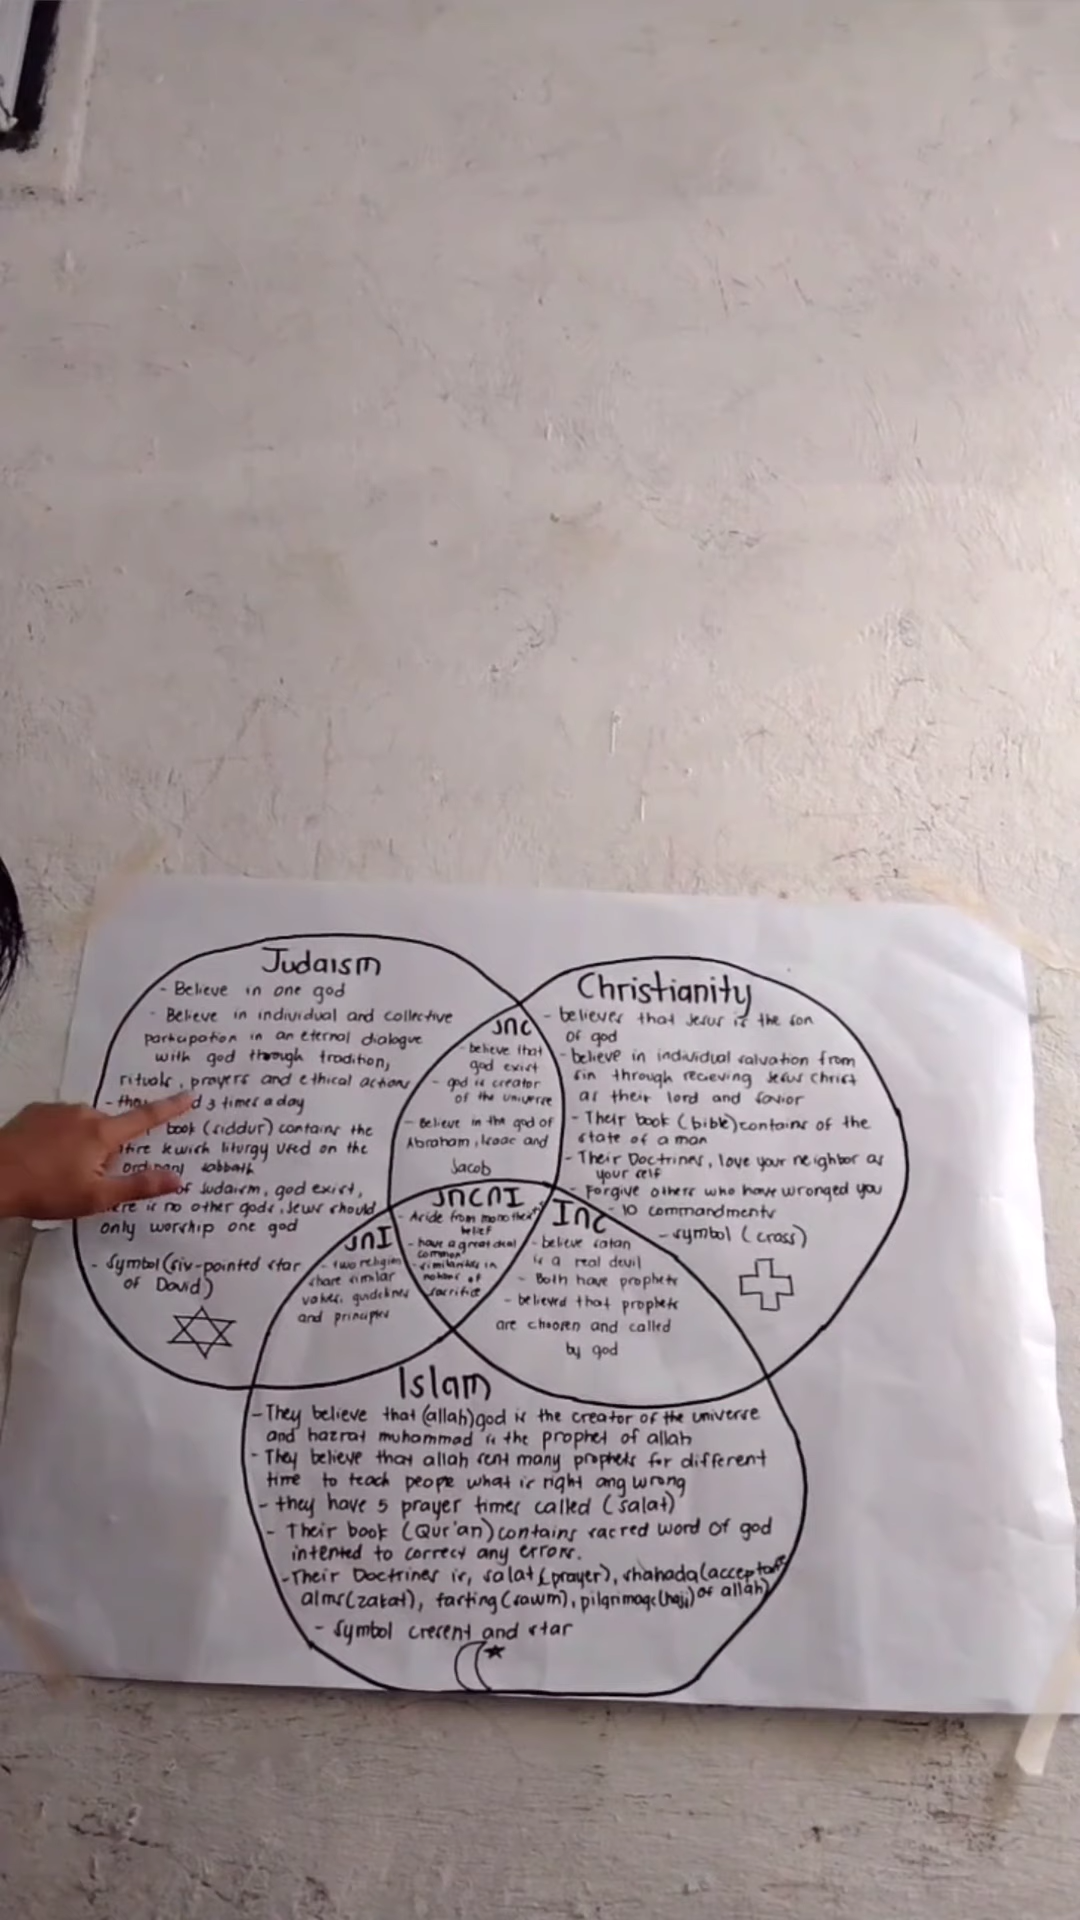 Judaism
- Believe in one god
- Believe in individual and collective
participation in an eternal dialogue
with god through tradition,
rituals, prayers and ethical actions
3 times a day
book (siddur) contains the
Jewish liturgy used on the
sabbath
of Judaism, god exist,
is no other gods, Jews should
only worship one god
- Symbol (six-pointed star
of David)
JNC
- believe that
god exist
- god is creator
of the universe
- Believe in the god of
Abraham, Isaac and
Jacob
Christianity
- believes that Jesus is the son
of god
- believe in individual salvation from
sin through recieving Jesus christ
as their lord and savior
- Their book (bible) contains of the
state of a man
- Their Doctrines, love your neighbor as
your self
- Forgive others who have wronged you
- 10 commandments
- symbol (cross)
JNCNI
- Aside from monotheist
belief
- have a great deal
common
- similarities in
of
sacrifice
JNI
- two religion
share similar
values, guidelines
and principles
INC
- believe satan
is a real devil
- Both have prophets
- believed that prophets
are choosen and called
by god
Islam
- They believe that (allah) god is the creator of the universe
and hazrat muhammad is the prophet of allah
- They believe that allah sent many prophets for different
time to teach peope what is right ang wrong
- they have 5 prayer times called (salat)
- Their book (Qur'an) contains sacred word of god
intented to correct any errors.
- Their Doctrines is, salat (prayer), shahada (acceptance
of allah)
alms (zakat), fasting (sawm), pilgrimage (hajj)
- symbol crecent and star